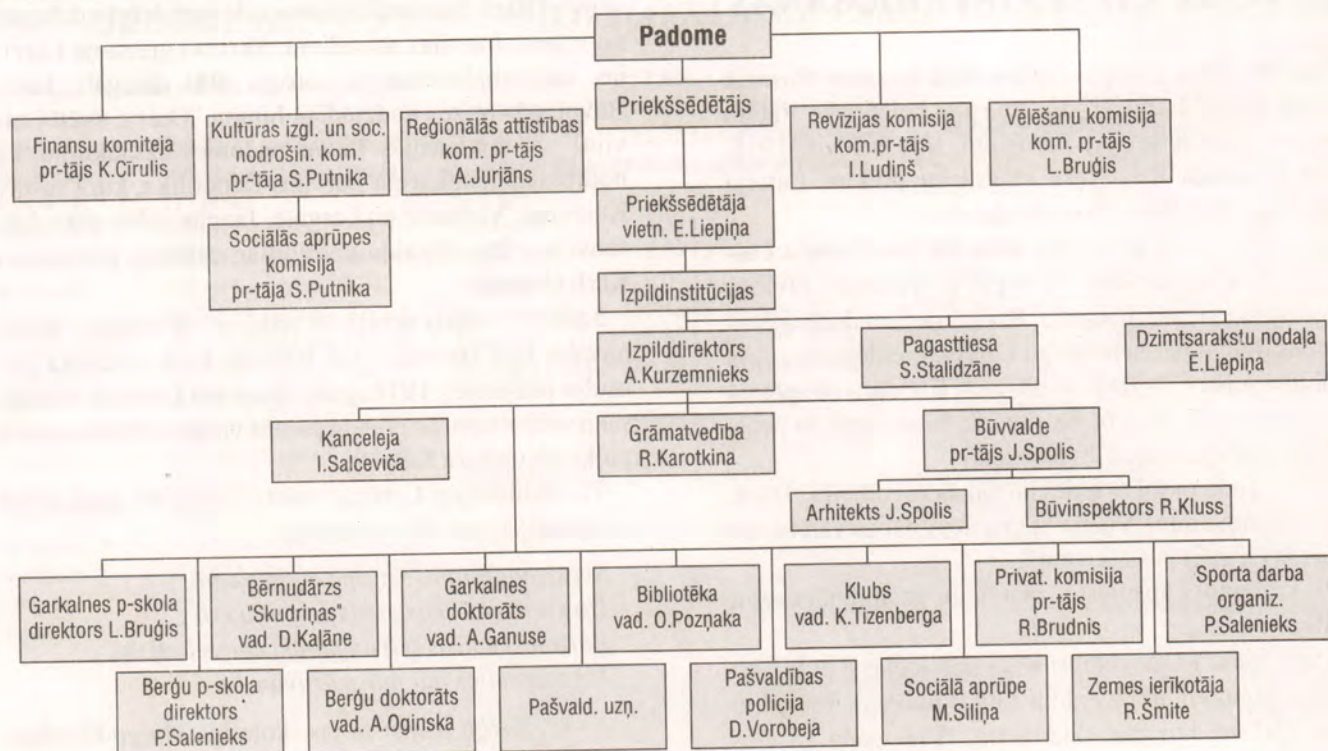 Padome
Priekšsēdētājs
Finansu komiteja
pr-tājs K.Cīrulis
Kultūras izgl. un soc.
nodrošin. kom.
pr-tāja S.Putnika
Reģionālās attīstības
kom. pr-tājs
A.Jurjāns
Revīzijas komisija
kom.pr-tājs
I.Ludiņš
Vēlēšanu komisija
kom. pr-tājs
L.Bruģis
Priekšsēdētāja
vietn. E.Liepiņa
Sociālās aprūpes
komisija
pr-tāja S.Putnika
Izpildinstitūcijas
Izpilddirektors
A.Kurzemnieks
Pagasttiesa
S.Stalidzāne
Dzimtsarakstu nodaļa
E.Liepiņa
Kanceleja
I.Salceviča
Grāmatvedība
R.Karotkina
Būvvalde
pr-tājs J.Spolis
Arhitekts J.Spolis
Būvinspektors R.Kluss
Garkalnes p-skola
direktors L.Bruģis
Bērnudārzs
"Skudriņas"
vad. D.Kaļāne
Garkalnes
doktorāts
vad. A.Ganuse
Bibliotēka
vad. O.Pozņaka
Klubs
vad. K.Tīzenberga
Privat. komisija
pr-tājs
R.Brudnis
Sporta darba
organiz.
P.Salenieks
Berģu p-skola
direktors
P.Salenieks
Berģu doktorāts
vad. A.Oginska
Pašvald. uzņ.
Pašvaldības
policija
D.Vorobeja
Sociālā aprūpe
M.Siliņa
Zemes ierīkotāja
R.Šmite